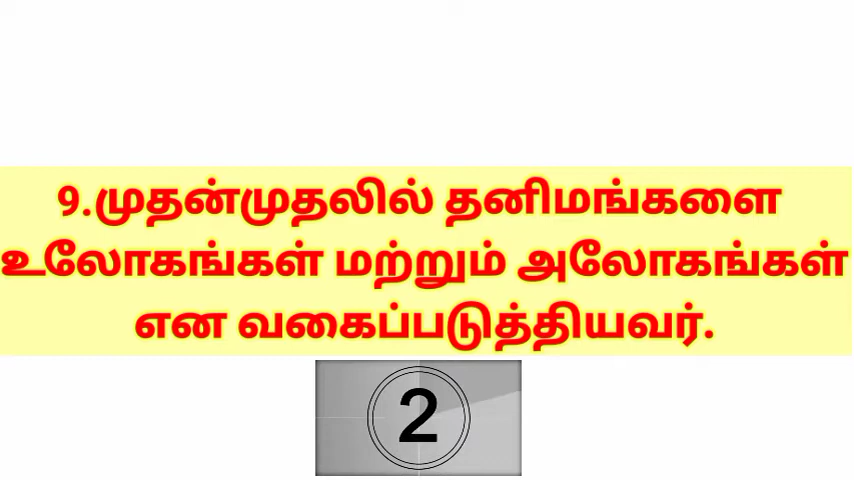 9.முதன்முதலில் தனிமங்களை
உலோகங்கள் மற்றும் அலோகங்கள்
என வகைப்படுத்தியவர்.
2